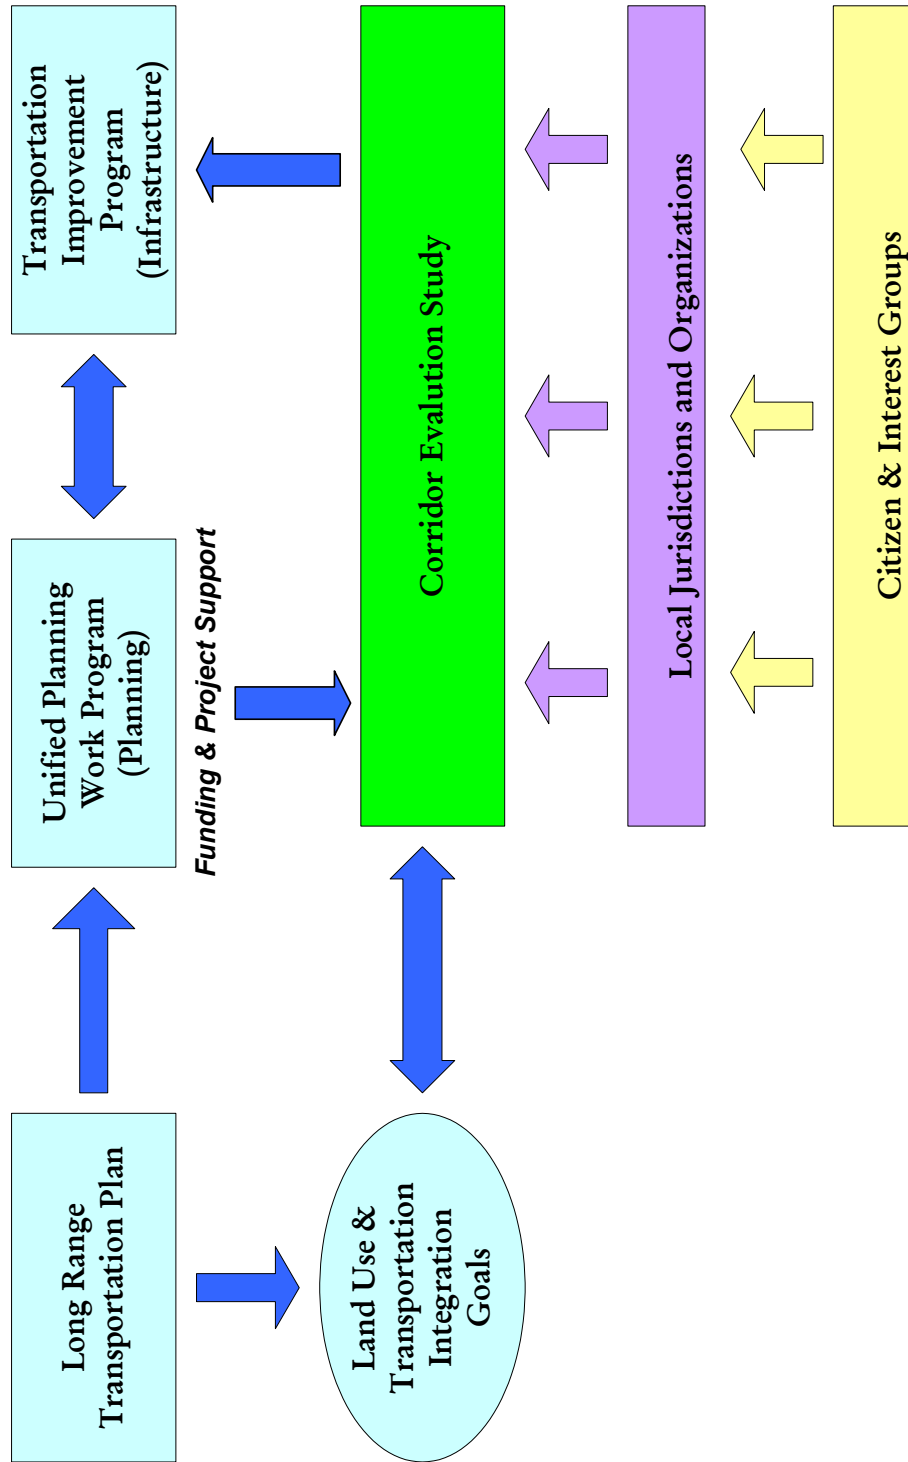 Long Range
Transportation Plan
Unified Planning
Work Program
(Planning)
Transportation
Improvement
Program
(Infrastructure)
Funding & Project Support
Land Use &
Transportation
Integration
Goals
Corridor Evalution Study
Local Jurisdictions and Organizations
Citizen & Interest Groups